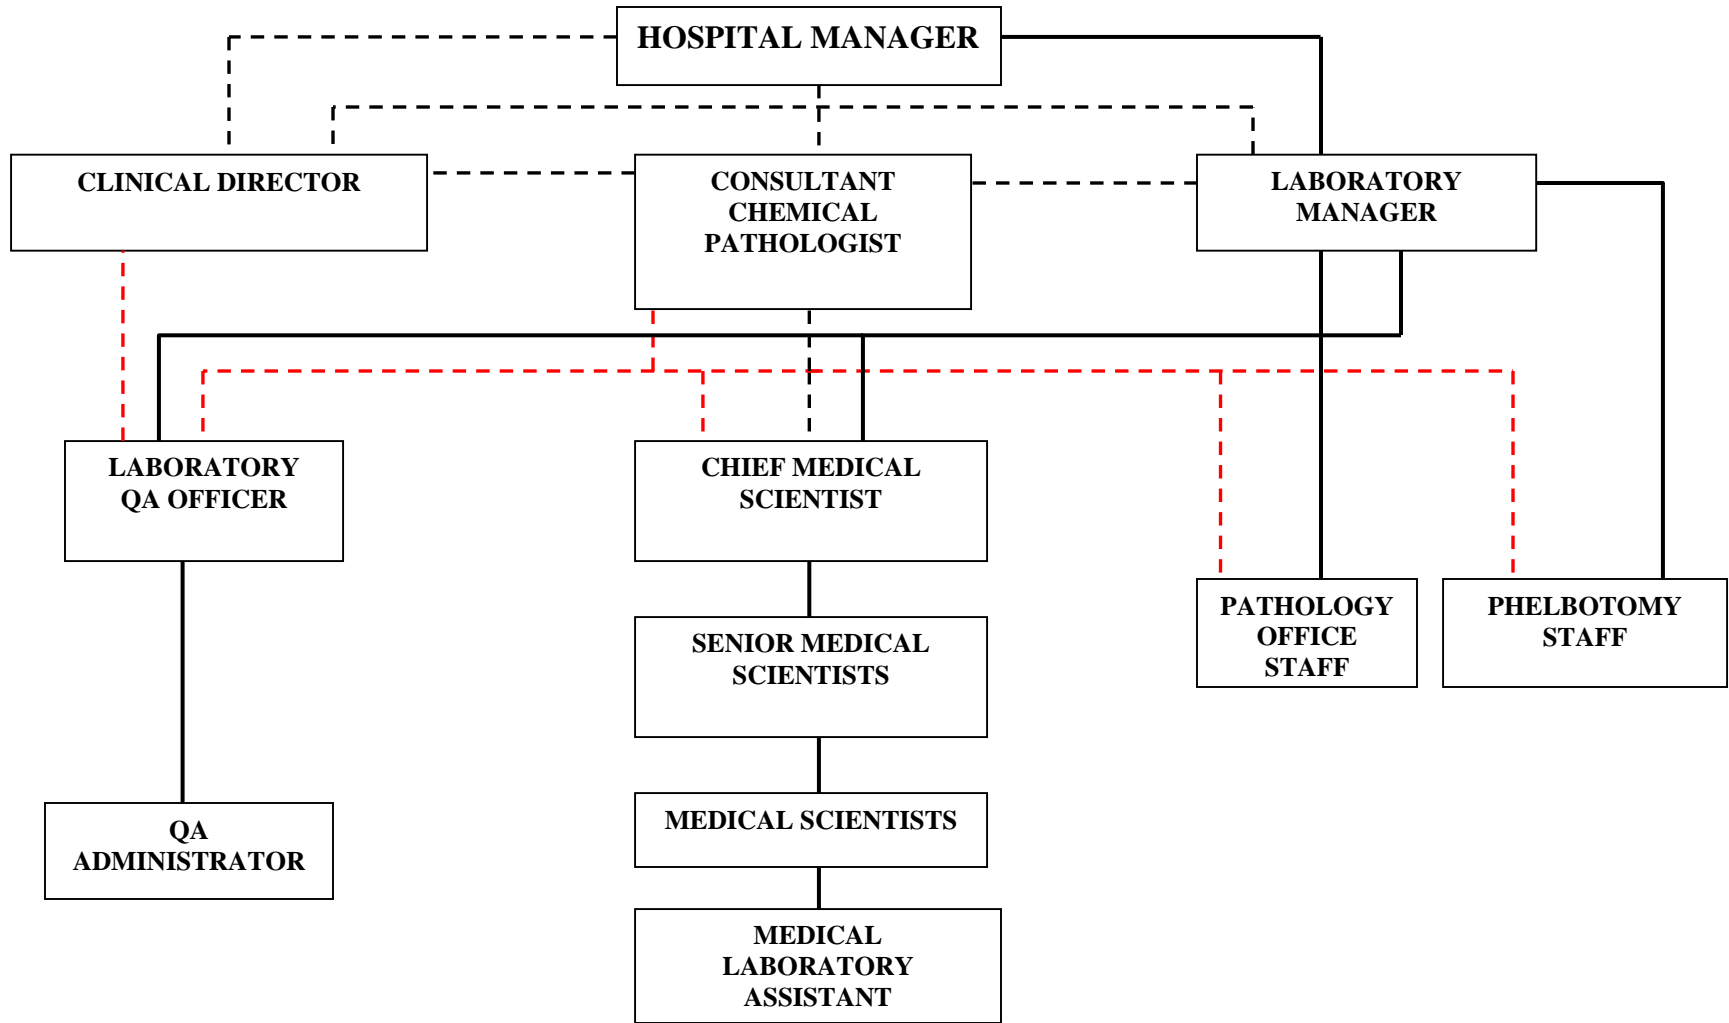 HOSPITAL MANAGER
CLINICAL DIRECTOR
CONSULTANT
CHEMICAL
PATHOLOGIST
LABORATORY
MANAGER
LABORATORY
QA OFFICER
CHIEF MEDICAL
SCIENTIST
PATHOLOGY
OFFICE
STAFF
PHELBOTOMY
STAFF
SENIOR MEDICAL
SCIENTISTS
QA
ADMINISTRATOR
MEDICAL SCIENTISTS
MEDICAL
LABORATORY
ASSISTANT